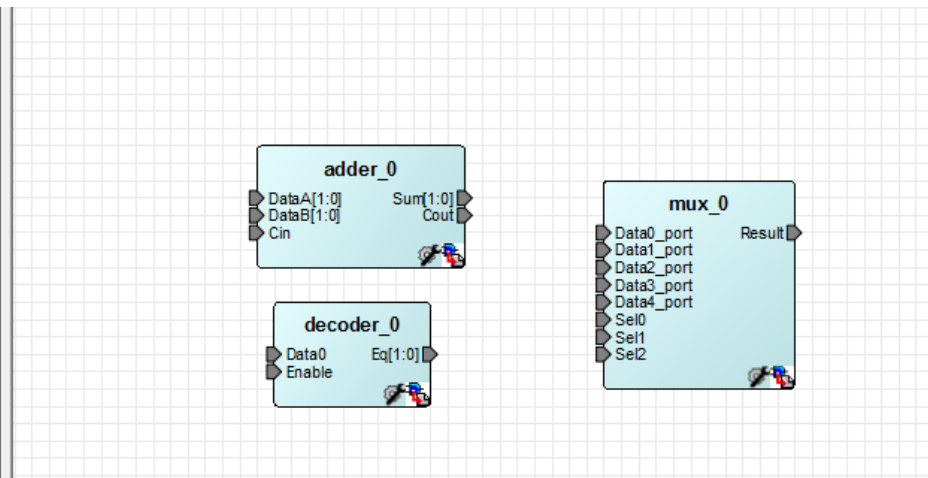 adder_0
DataA[1:0] Sum[1:0]
DataB[1:0] Cout
Cin
decoder_0
Data0 Eq[1:0]
Enable
mux_0
Data0_port Result
Data1_port
Data2_port
Data3_port
Data4_port
Sel0
Sel1
Sel2